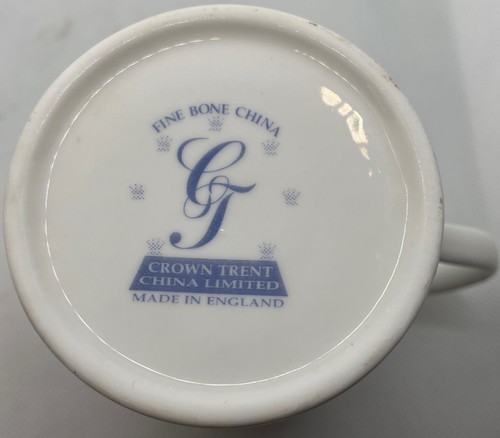 FINE BONE CHINA
CT
CROWN TRENT
CHINA LIMITED
MADE IN ENGLAND